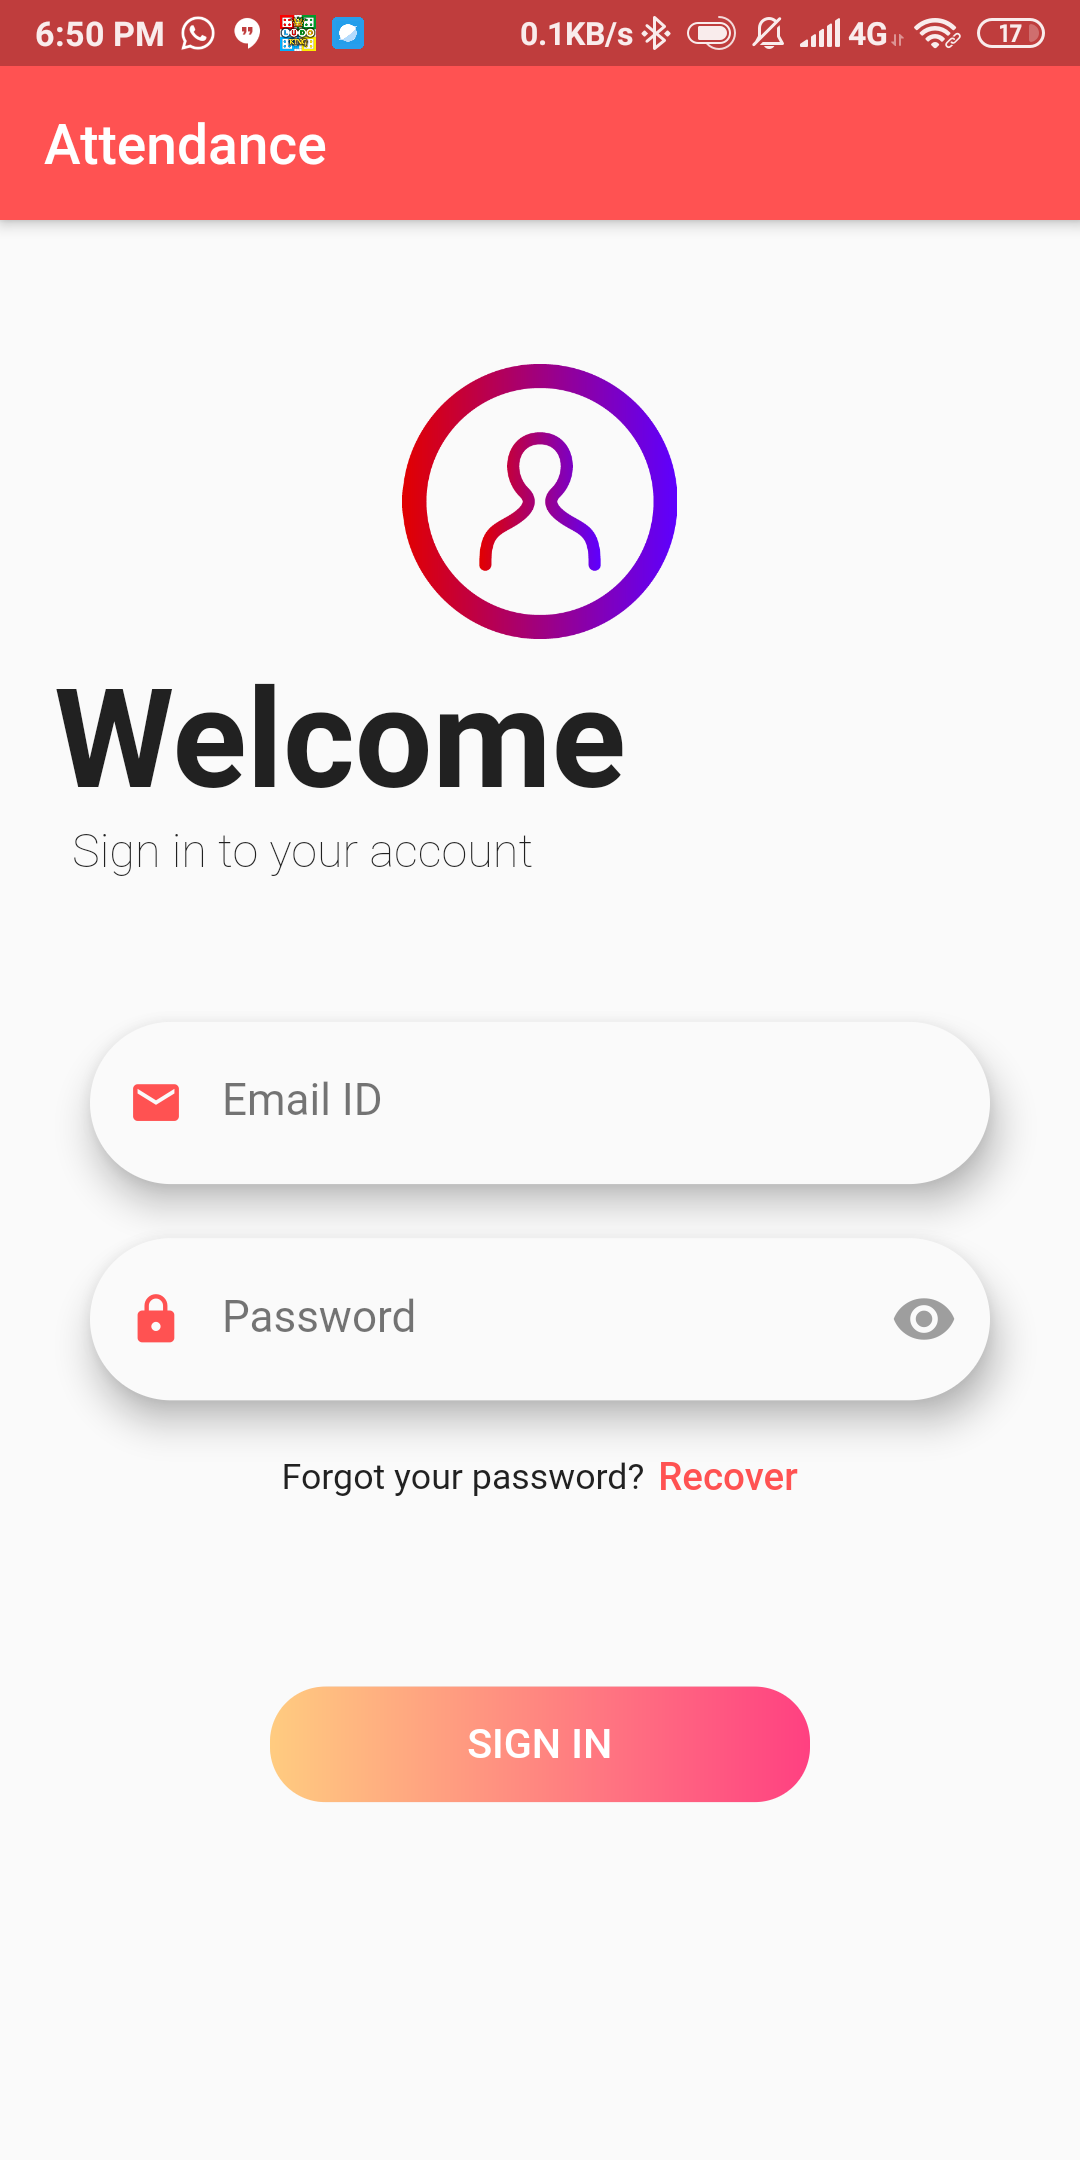 6:50 PM 0.1KB/s 4G 17
Attendance
Welcome
Sign in to your account
Email ID
Password
Forgot your password? Recover
SIGN IN